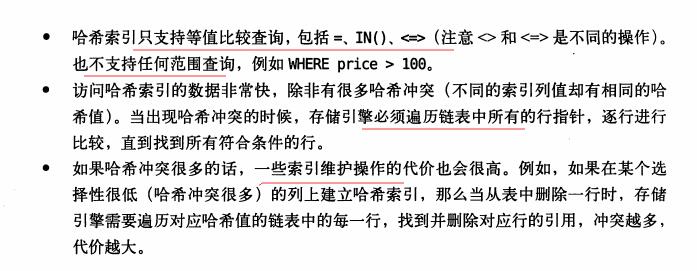 ● 哈希索引只支持等值比较查询，包括 =、IN()、<=>（注意 <> 和 <=> 是不同的操作）。
也不支持任何范围查询，例如 WHERE price > 100。
● 访问哈希索引的数据非常快，除非有很多哈希冲突（不同的索引列值却有相同的哈
希值）。当出现哈希冲突的时候，存储引擎必须遍历链表中所有的行指针，逐行进行
比较，直到找到所有符合条件的行。
● 如果哈希冲突很多的话，一些索引维护操作的代价也会很高。例如，如果在某个选
择性很低（哈希冲突很多）的列上建立哈希索引，那么当从表中删除一行时，存储
引擎需要遍历对应哈希值的链表中的每一行，找到并删除对应行的引用，冲突越多，
代价越大。